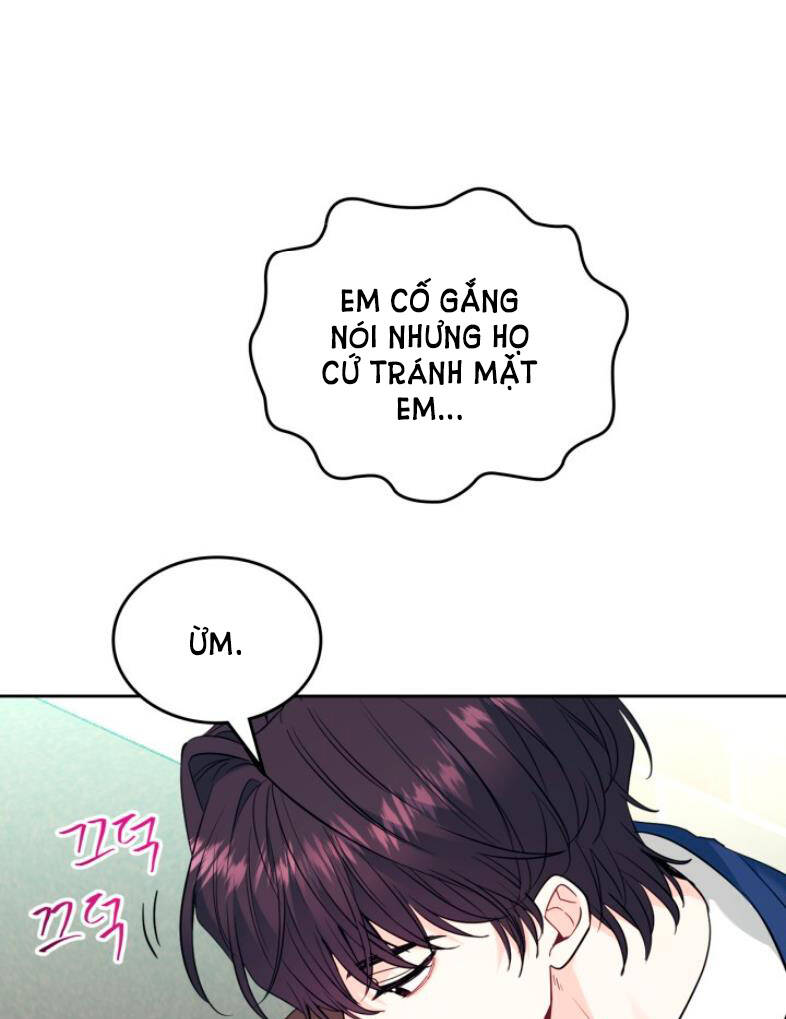 EM CỐ GẮNG
NÓI NHƯNG HỌ
CỨ TRÁNH MẶT
EM...
ỪM.
끄덕
끄덕